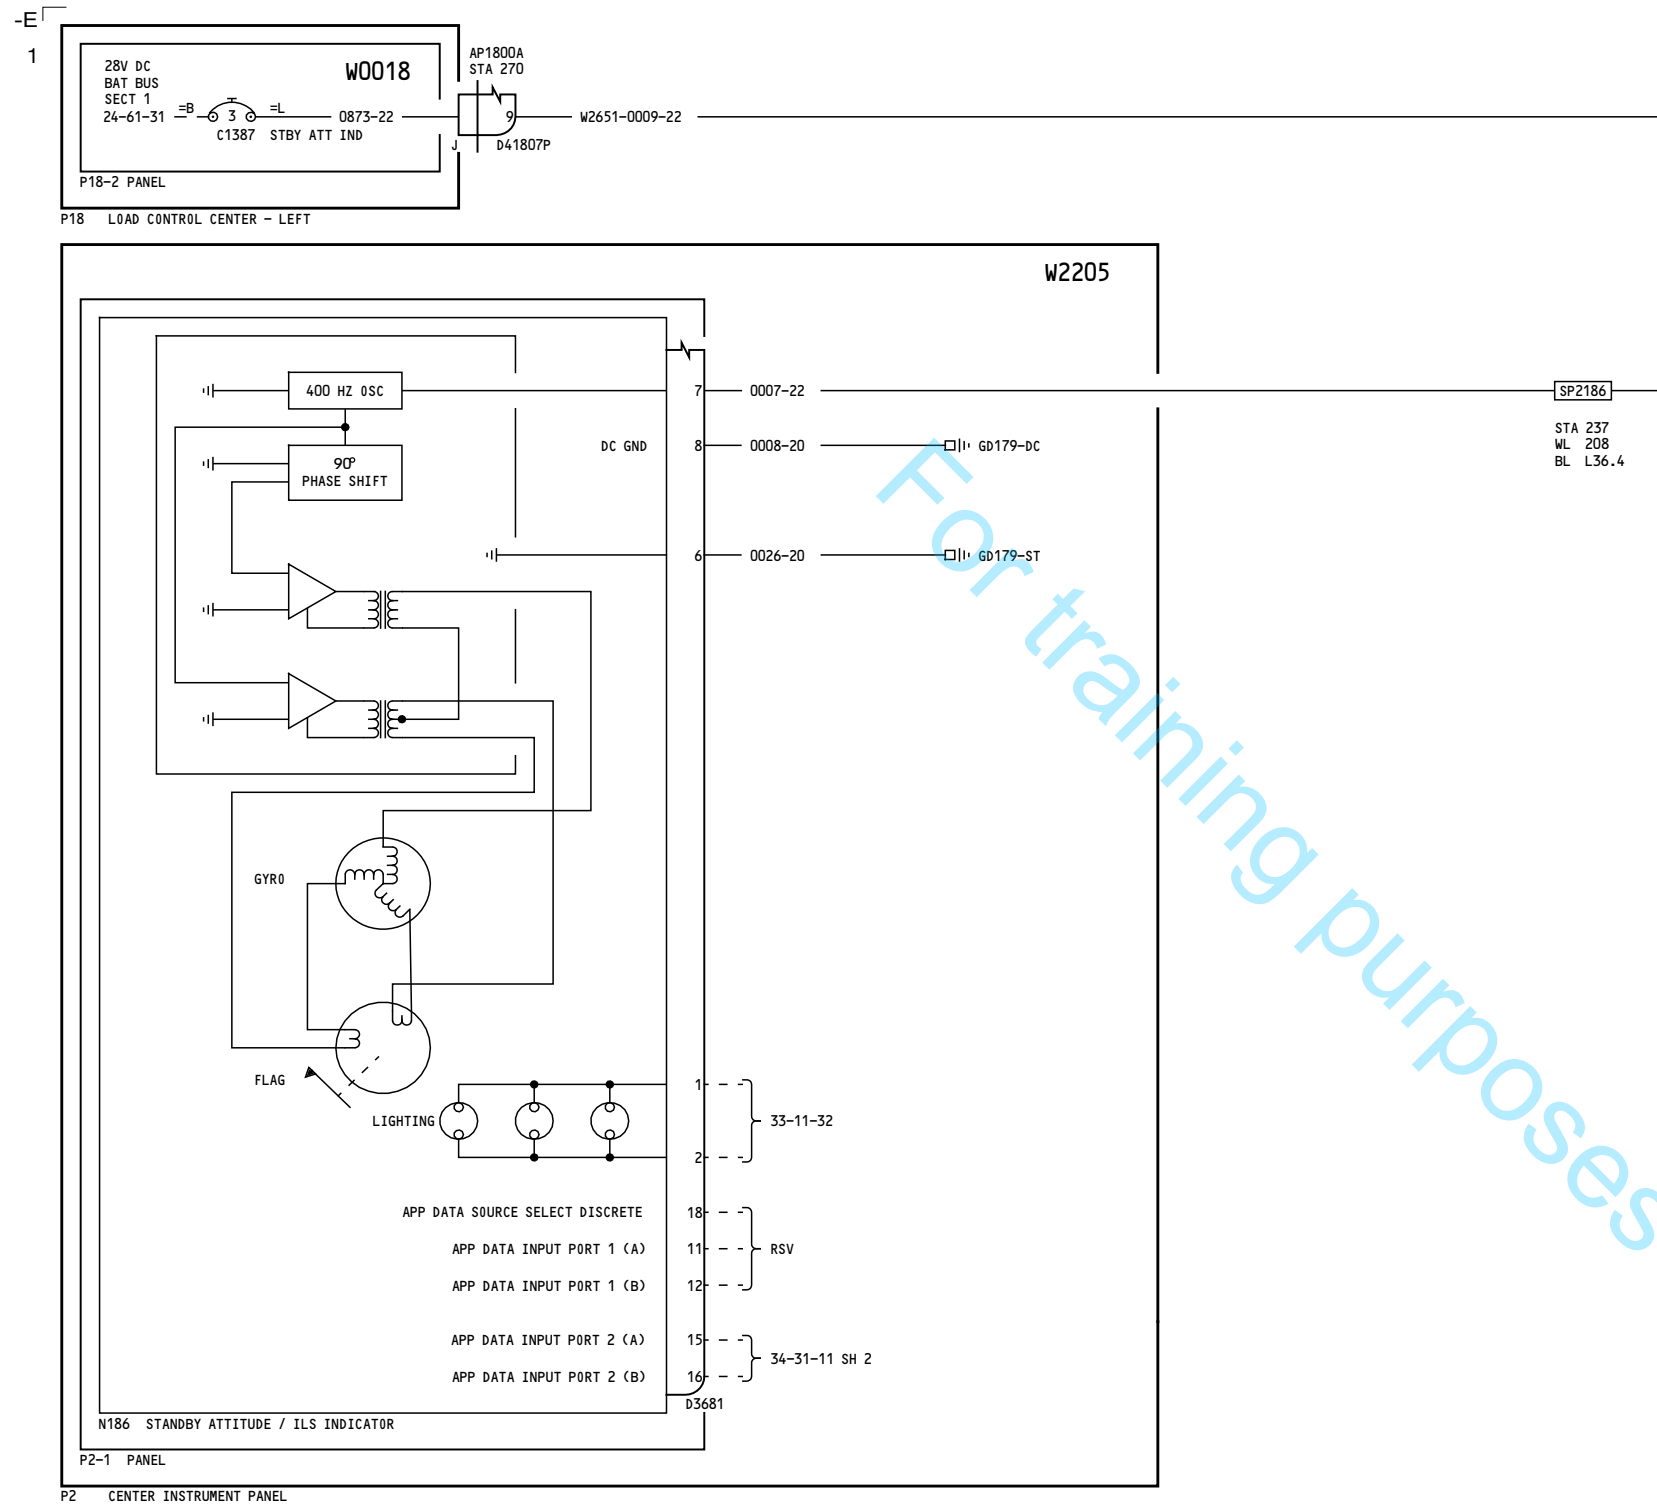 -E
1
28V DC
BAT BUS
SECT 1
24-61-31
=B
3
=L
C1387 STBY ATT IND
0873-22
W0018
P18-2 PANEL
P18 LOAD CONTROL CENTER - LEFT
AP1800A
STA 270
9
J
D41807P
W2651-0009-22
W2205
400 HZ OSC
90°
PHASE SHIFT
7
0007-22
SP2186
STA 237
WL 208
BL L36.4
DC GND
8
0008-20
GD179-DC
6
0026-20
GD179-ST
GYRO
FLAG
LIGHTING
1
2
33-11-32
APP DATA SOURCE SELECT DISCRETE
18
APP DATA INPUT PORT 1 (A)
11
RSV
APP DATA INPUT PORT 1 (B)
12
APP DATA INPUT PORT 2 (A)
15
34-31-11 SH 2
APP DATA INPUT PORT 2 (B)
16
D3681
N186 STANDBY ATTITUDE / ILS INDICATOR
P2-1 PANEL
P2 CENTER INSTRUMENT PANEL
For training purposes